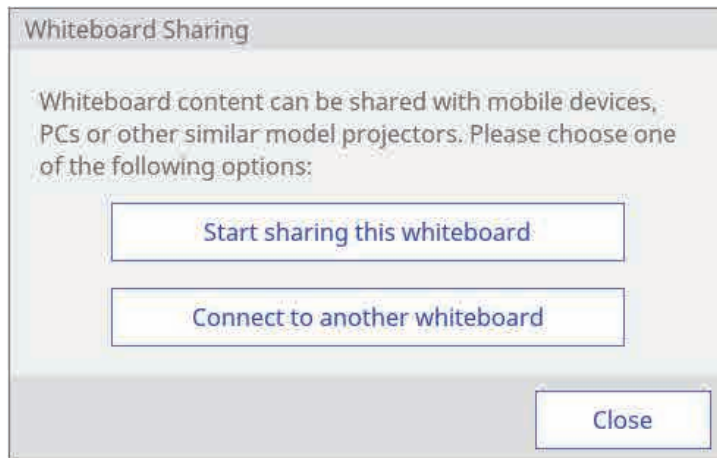 Whiteboard Sharing
Whiteboard content can be shared with mobile devices,
PCs or other similar model projectors. Please choose one
of the following options:
Start sharing this whiteboard
Connect to another whiteboard
Close